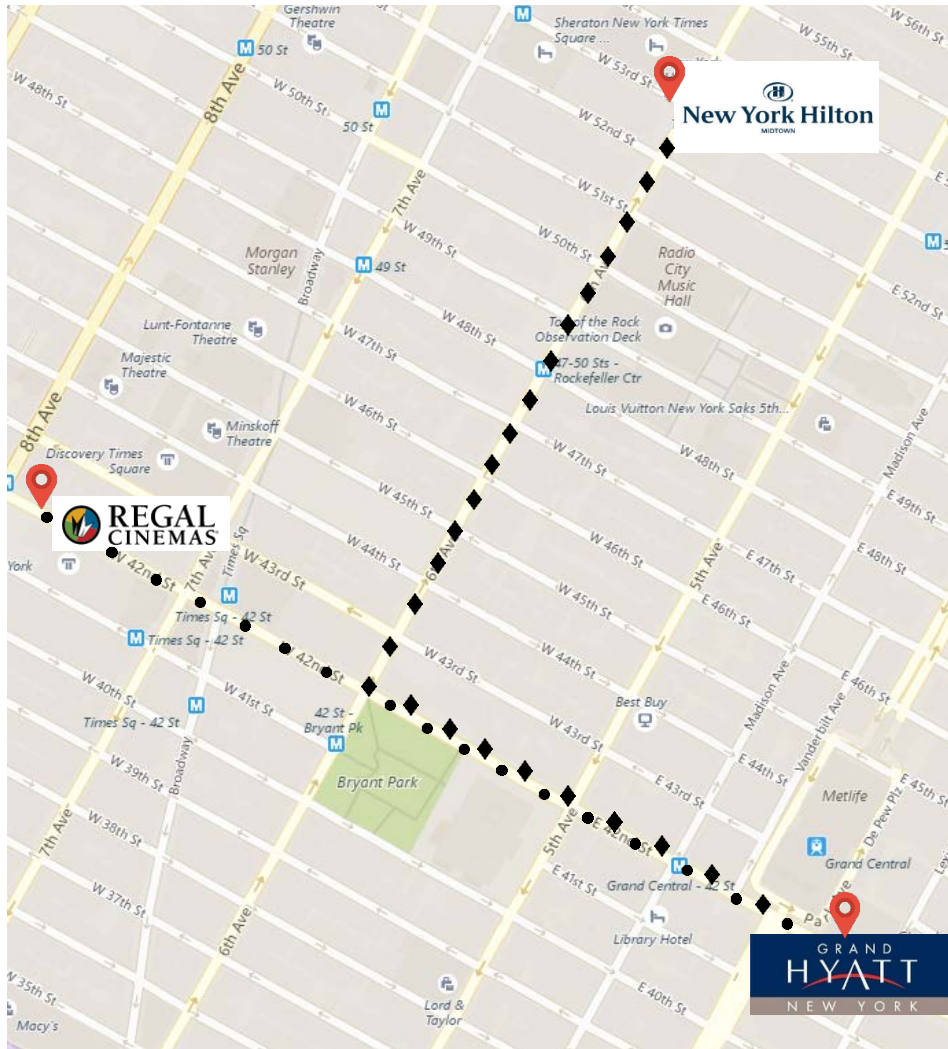 Gershwin
Theatre
50 St
8th Ave
W 50th St
W 48th St
50 St
7th Ave
Sheraton New York Times
Square ...
W 53rd St
W 52nd St
W 55th St
W 56th St
New York Hilton
MIDTOWN
W 51st St
W 50th St
W 49th St
Morgan
Stanley
Broadway
49 St
Radio
City
Music
Hall
E 52nd St
Lunt-Fontanne
Theatre
W 48th St
W 47th St
Observation Deck
Majestic
Theatre
47-50 Sts -
Rockefeller Ctr
Louis Vuitton New York Saks 5th...
8th Ave
Minskoff
Theatre
W 46th St
W 47th St
W 48th St
Madison Ave
Discovery Times
Square
W 45th St
E 49th St
REGAL
CINEMAS
York
W 42nd St
7th Ave
Times Sq
W 43rd St
W 44th St
W 46th St
5th Ave
E 47th St
E 48th St
Times Sq - 42 St
Times Sq - 42 St
W 45th St
E 46th St
W 42nd St
W 43rd St
W 44th St
W 40th St
W 41st St
Times Sq - 42 St
42 St -
Bryant Pk
Best Buy
W 43rd St
Madison Ave
Vanderbilt Ave
E 46th St
Bryant Park
Broadway
W 39th St
E 43rd St
E 44th St
Metlife
E 45th St
De Pew Plz
7th Ave
W 38th St
5th Ave
E 42nd St
Grand Central
E 41st St
Grand Central - 42 St
W 37th St
6th Ave
Library Hotel
GRAND
HYATT
NEW YORK
W 35th St
Macy's
Lord &
Taylor
E 40th St